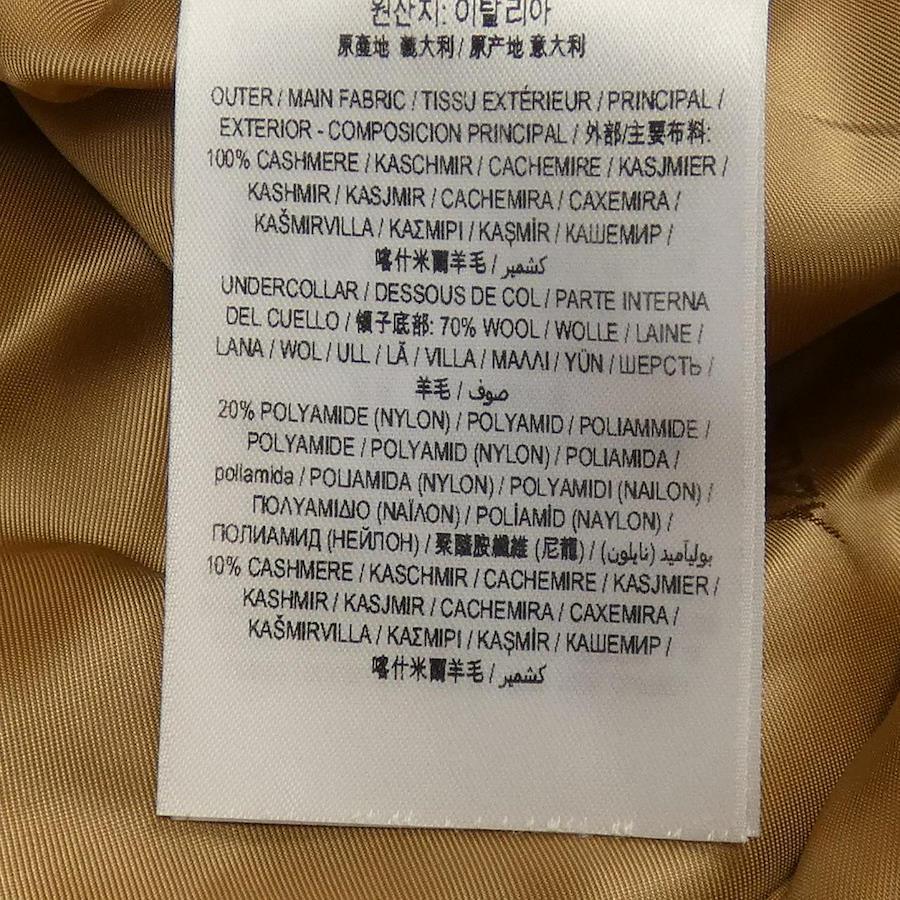 원산지: 이탈리아
原產地 義大利 / 原产地 意大利
OUTER / MAIN FABRIC / TISSU EXTÉRIEUR / PRINCIPAL /
EXTERIOR - COMPOSICION PRINCIPAL / 外部/主要布料:
100% CASHMERE / KASCHMIR / CACHEMIRE / KASJMIER /
KASHMIR / KASJMIR / CACHEMIRA / CAXEMIRA /
KAŠMIRVILLA / ΚΑΣΜΙΡΙ / KAŞMİR / КАШЕМИР /
喀什米爾羊毛 / كشمير
UNDERCOLLAR / DESSOUS DE COL / PARTE INTERNA
DEL CUELLO / 領子底部: 70% WOOL / WOLLE / LAINE /
LANA / WOL / ULL / LÃ / VILLA / ΜΑΛΛΙ / YÜN / ШЕРСТЬ /
羊毛 / صوف
20% POLYAMIDE (NYLON) / POLYAMID / POLIAMMIDE /
POLYAMIDE / POLYAMID (NYLON) / POLIAMIDA /
poliamida / POLIAMIDA (NYLON) / POLYAMIDI (NAILON) /
ΠΟΛΥΑΜΙΔΙΟ (ΝΑΪΛΟΝ) / POLİAMİD (NAYLON) /
ПОЛИАМИД (НЕЙЛОН) / 聚醯胺纖維 (尼龍) / بولياميد (نايلون)
10% CASHMERE / KASCHMIR / CACHEMIRE / KASJMIER /
KASHMIR / KASJMIR / CACHEMIRA / CAXEMIRA /
KAŠMIRVILLA / ΚΑΣΜΙΡΙ / KAŞMİR / КАШЕМИР /
喀什米爾羊毛 / كشمير